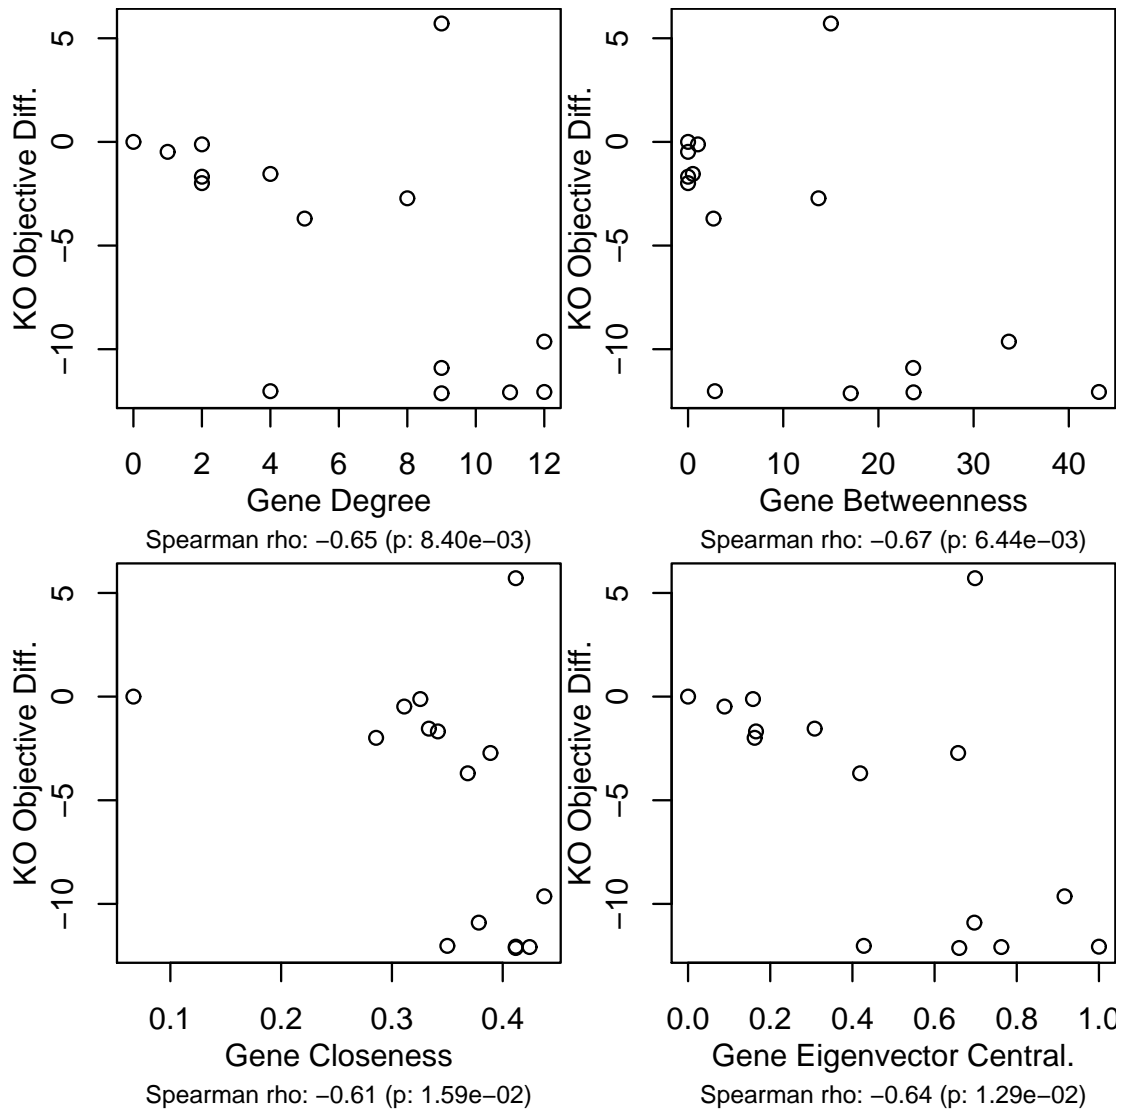 5
0
−5
−10
KO Objective Diff.
0 2 4 6 8 10 12
Gene Degree
Spearman rho: −0.65 (p: 8.40e−03)
5
0
−5
−10
KO Objective Diff.
0 10 20 30 40
Gene Betweenness
Spearman rho: −0.67 (p: 6.44e−03)
5
0
−5
−10
KO Objective Diff.
0.1 0.2 0.3 0.4
Gene Closeness
Spearman rho: −0.61 (p: 1.59e−02)
5
0
−5
−10
KO Objective Diff.
0.0 0.2 0.4 0.6 0.8 1.0
Gene Eigenvector Central.
Spearman rho: −0.64 (p: 1.29e−02)